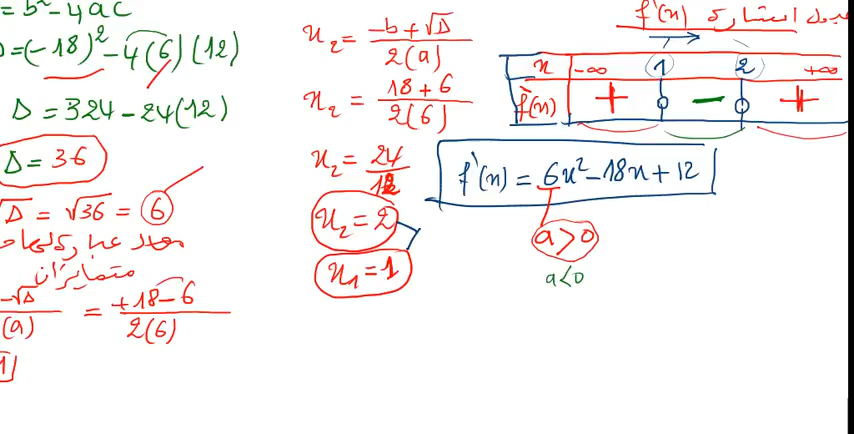 = b² - 4ac
= (-18)² - 4(6)(12)
Δ = 324 - 24(12)
Δ = 36
√Δ = √36 = 6
-√Δ / (a) = +18 - 6 / 2(6)
1
x₂ = -b + √Δ / 2(a)
x₂ = 18 + 6 / 2(6)
x₂ = 24 / 12
x₂ = 2
x₁ = 1
جدول اشارة f'(x)
x -∞ 1 2 +∞
f'(x) + 0 - 0 +
f'(x) = 6x² - 18x + 12
a > 0
a < 0